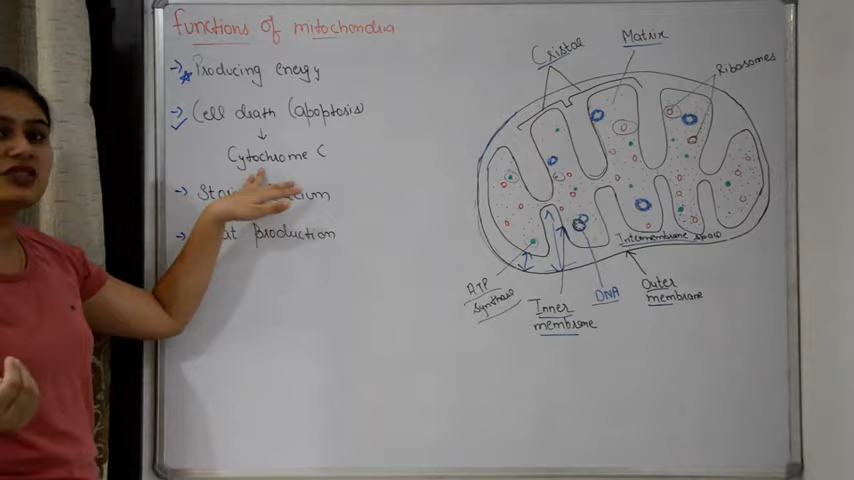 functions of mitochondria
-> Producing energy
-> Cell death (apoptosis)
↓
Cytochrome C
->
-> Production
Cristae
Matrix
Ribosomes
Intermembrane space
ATP
synthase
Inner
membrane
DNA
Outer
membrane